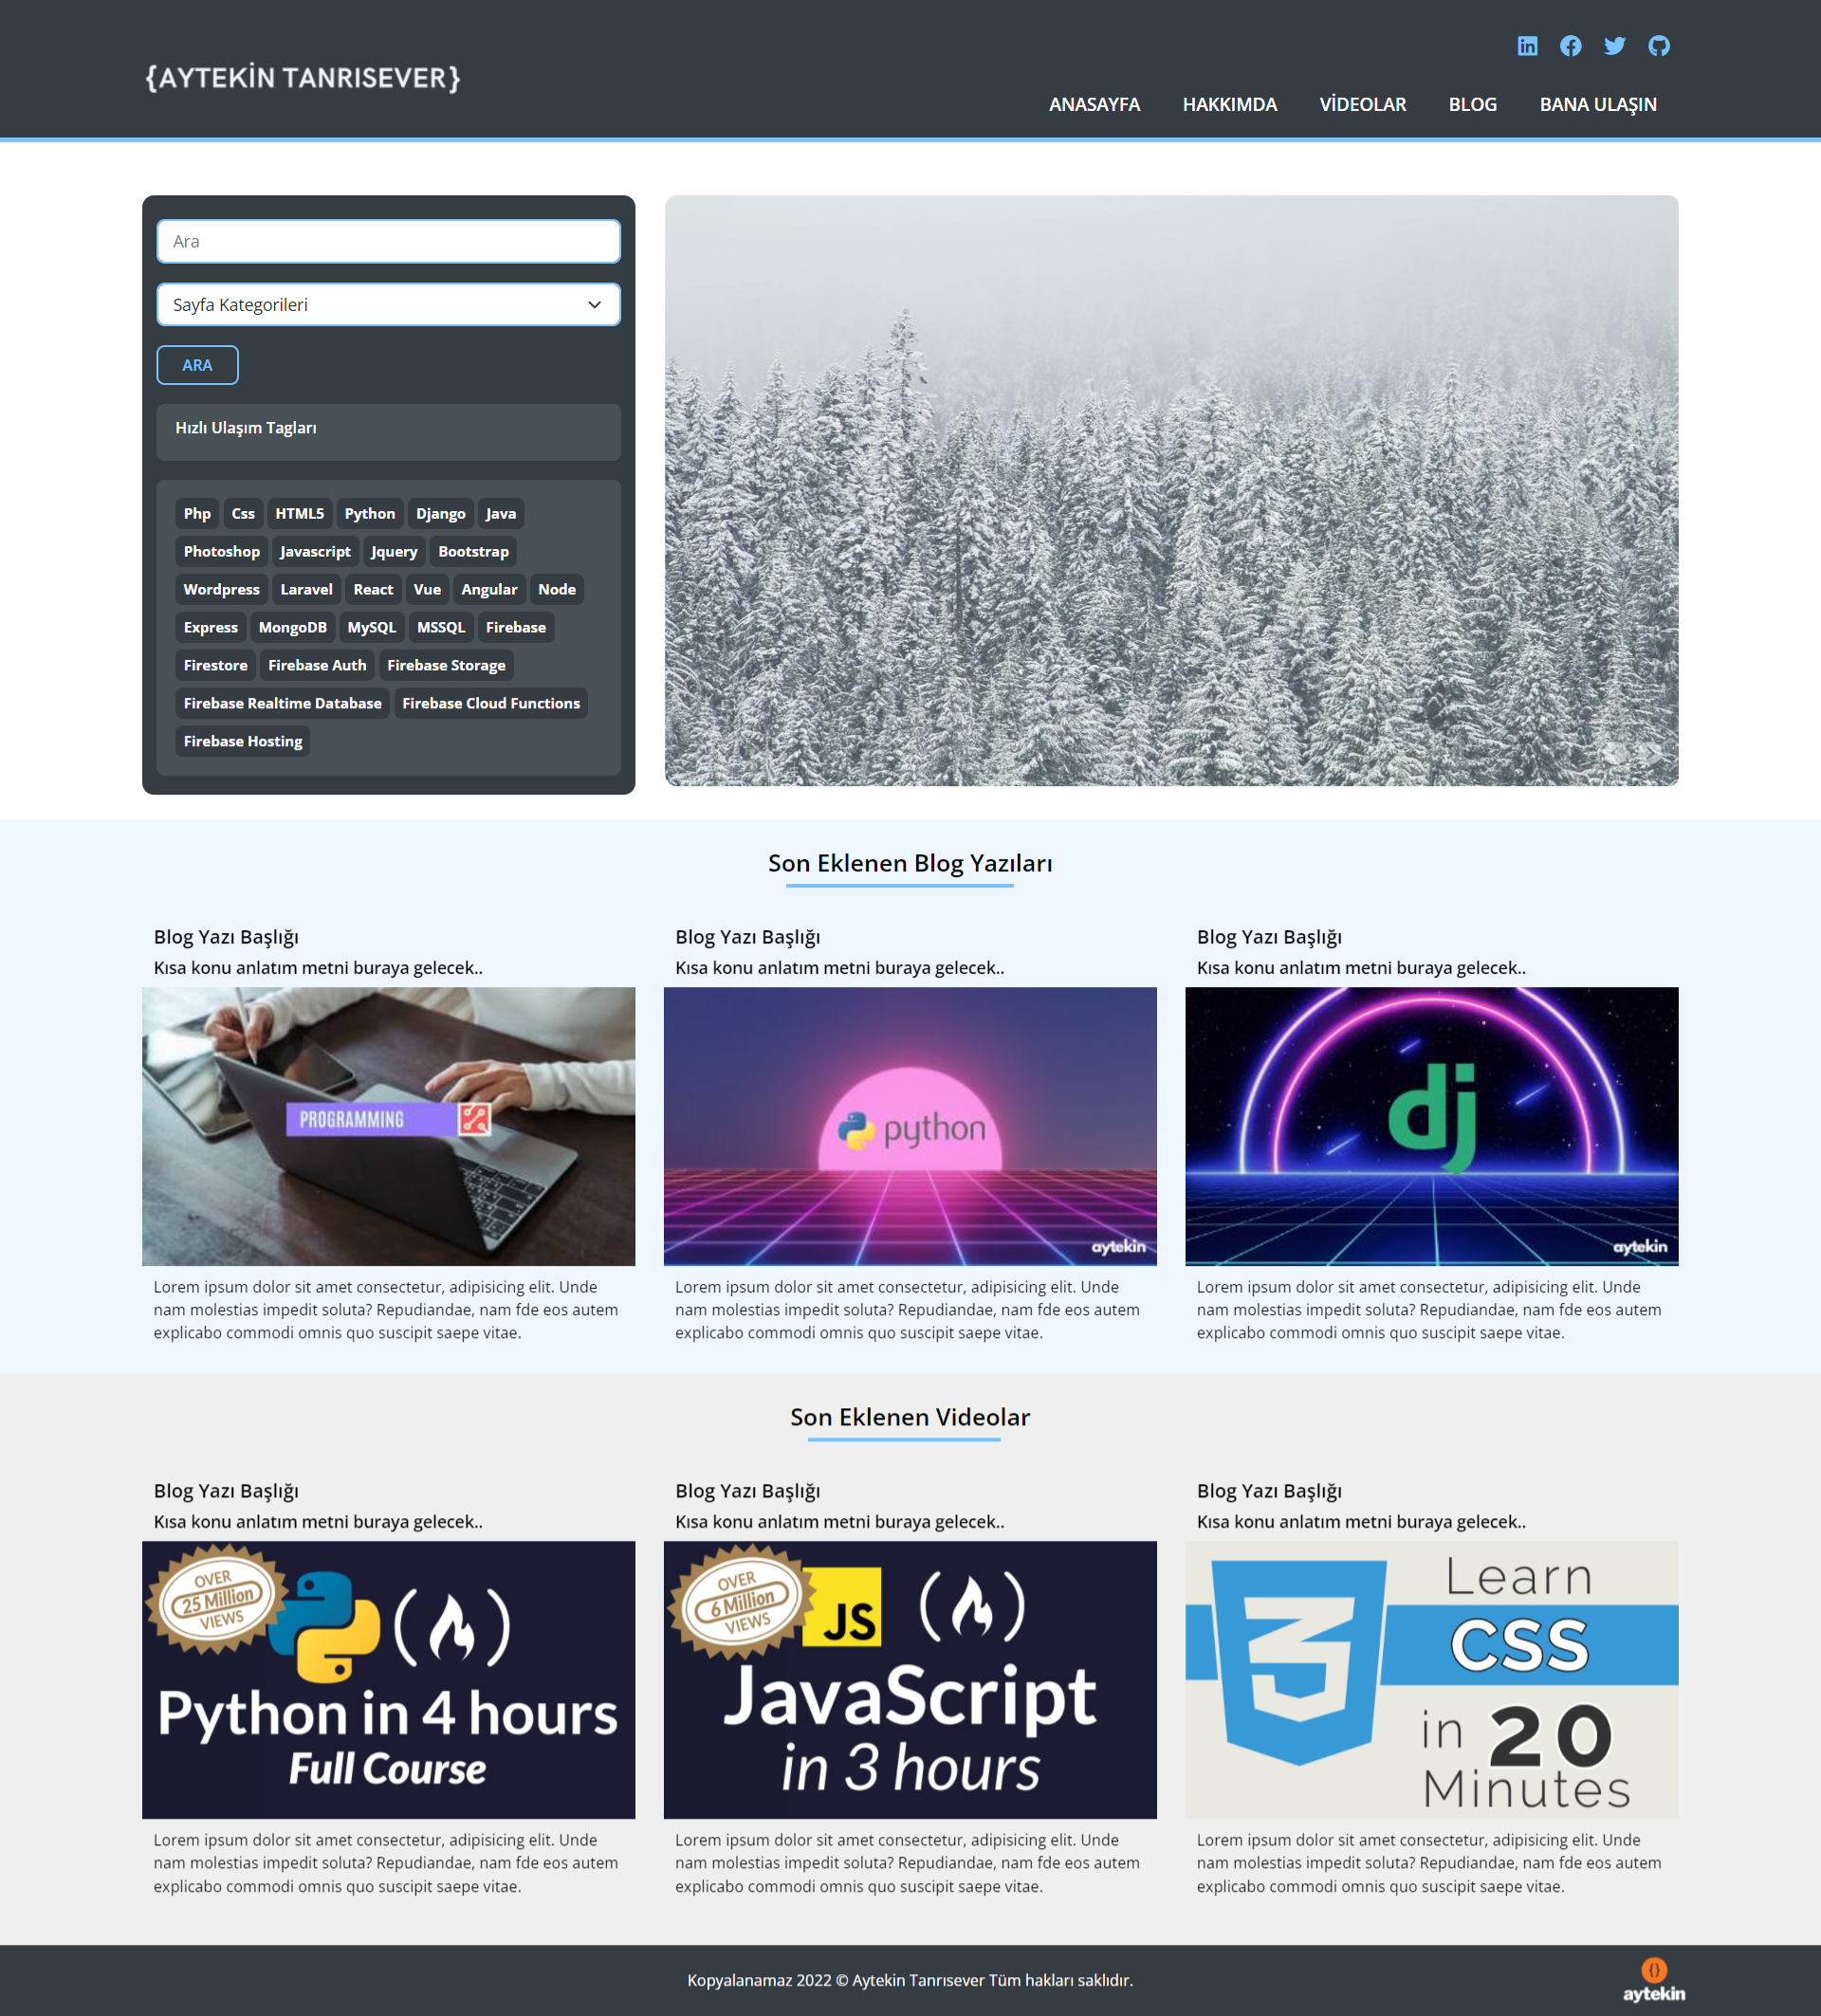 {AYTEKİN TANRISEVER}
ANASAYFA HAKKIMDA VİDEOLAR BLOG BANA ULAŞIN
Ara
Sayfa Kategorileri
ARA
Hızlı Ulaşım Tagları
Php Css HTML5 Python Django Java
Photoshop Javascript Jquery Bootstrap
Wordpress Laravel React Vue Angular Node
Express MongoDB MySQL MSSQL Firebase
Firestore Firebase Auth Firebase Storage
Firebase Realtime Database Firebase Cloud Functions
Firebase Hosting
Son Eklenen Blog Yazıları
Blog Yazı Başlığı
Kısa konu anlatım metni buraya gelecek..
PROGRAMMING
Lorem ipsum dolor sit amet consectetur, adipisicing elit. Unde
nam molestias impedit soluta? Repudiandae, nam fde eos autem
explicabo commodi omnis quo suscipit saepe vitae.
Blog Yazı Başlığı
Kısa konu anlatım metni buraya gelecek..
python
aytekin
Lorem ipsum dolor sit amet consectetur, adipisicing elit. Unde
nam molestias impedit soluta? Repudiandae, nam fde eos autem
explicabo commodi omnis quo suscipit saepe vitae.
Blog Yazı Başlığı
Kısa konu anlatım metni buraya gelecek..
dj
aytekin
Lorem ipsum dolor sit amet consectetur, adipisicing elit. Unde
nam molestias impedit soluta? Repudiandae, nam fde eos autem
explicabo commodi omnis quo suscipit saepe vitae.
Son Eklenen Videolar
Blog Yazı Başlığı
Kısa konu anlatım metni buraya gelecek..
OVER
25 Million
VIEWS
Python in 4 hours
Full Course
Lorem ipsum dolor sit amet consectetur, adipisicing elit. Unde
nam molestias impedit soluta? Repudiandae, nam fde eos autem
explicabo commodi omnis quo suscipit saepe vitae.
Blog Yazı Başlığı
Kısa konu anlatım metni buraya gelecek..
OVER
6 Million
VIEWS
JS
JavaScript
in 3 hours
Lorem ipsum dolor sit amet consectetur, adipisicing elit. Unde
nam molestias impedit soluta? Repudiandae, nam fde eos autem
explicabo commodi omnis quo suscipit saepe vitae.
Blog Yazı Başlığı
Kısa konu anlatım metni buraya gelecek..
3
Learn
CSS
in 20
Minutes
Lorem ipsum dolor sit amet consectetur, adipisicing elit. Unde
nam molestias impedit soluta? Repudiandae, nam fde eos autem
explicabo commodi omnis quo suscipit saepe vitae.
Kopyalanamaz 2022 © Aytekin Tanrısever Tüm hakları saklıdır.
{}
aytekin